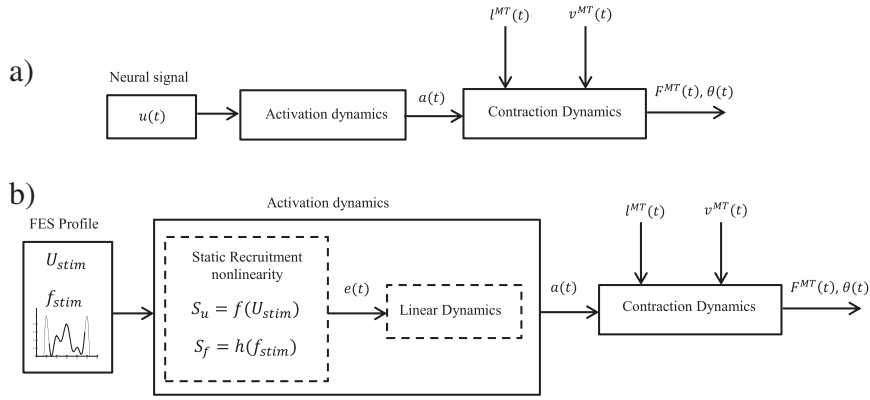 a)
Neural signal
u(t)
Activation dynamics
a(t)
l^{MT}(t)
v^{MT}(t)
Contraction Dynamics
F^{MT}(t), θ(t)
b)
FES Profile
U_{stim}
f_{stim}
Activation dynamics
Static Recruitment
nonlinearity
S_u = f(U_{stim})
S_f = h(f_{stim})
e(t)
Linear Dynamics
a(t)
l^{MT}(t)
v^{MT}(t)
Contraction Dynamics
F^{MT}(t), θ(t)